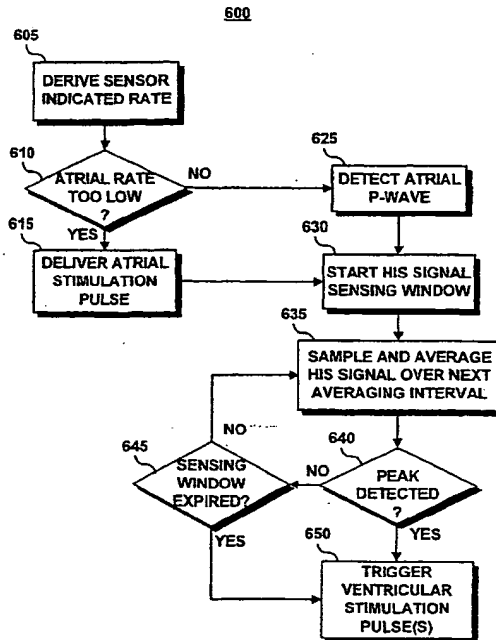 600
605
DERIVE SENSOR
INDICATED RATE
610
ATRIAL RATE
TOO LOW
?
NO
YES
625
DETECT ATRIAL
P-WAVE
615
DELIVER ATRIAL
STIMULATION
PULSE
630
START HIS SIGNAL
SENSING WINDOW
635
SAMPLE AND AVERAGE
HIS SIGNAL OVER NEXT
AVERAGING INTERVAL
640
PEAK
DETECTED
?
NO
YES
645
SENSING
WINDOW
EXPIRED?
NO
YES
650
TRIGGER
VENTRICULAR
STIMULATION
PULSE(S)